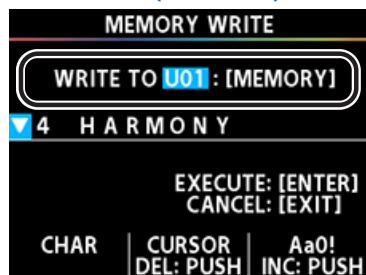 MEMORY WRITE
WRITE TO U01 : [MEMORY]
4 HARMONY
EXECUTE: [ENTER]
CANCEL: [EXIT]
CHAR CURSOR Aa0!
DEL: PUSH INC: PUSH